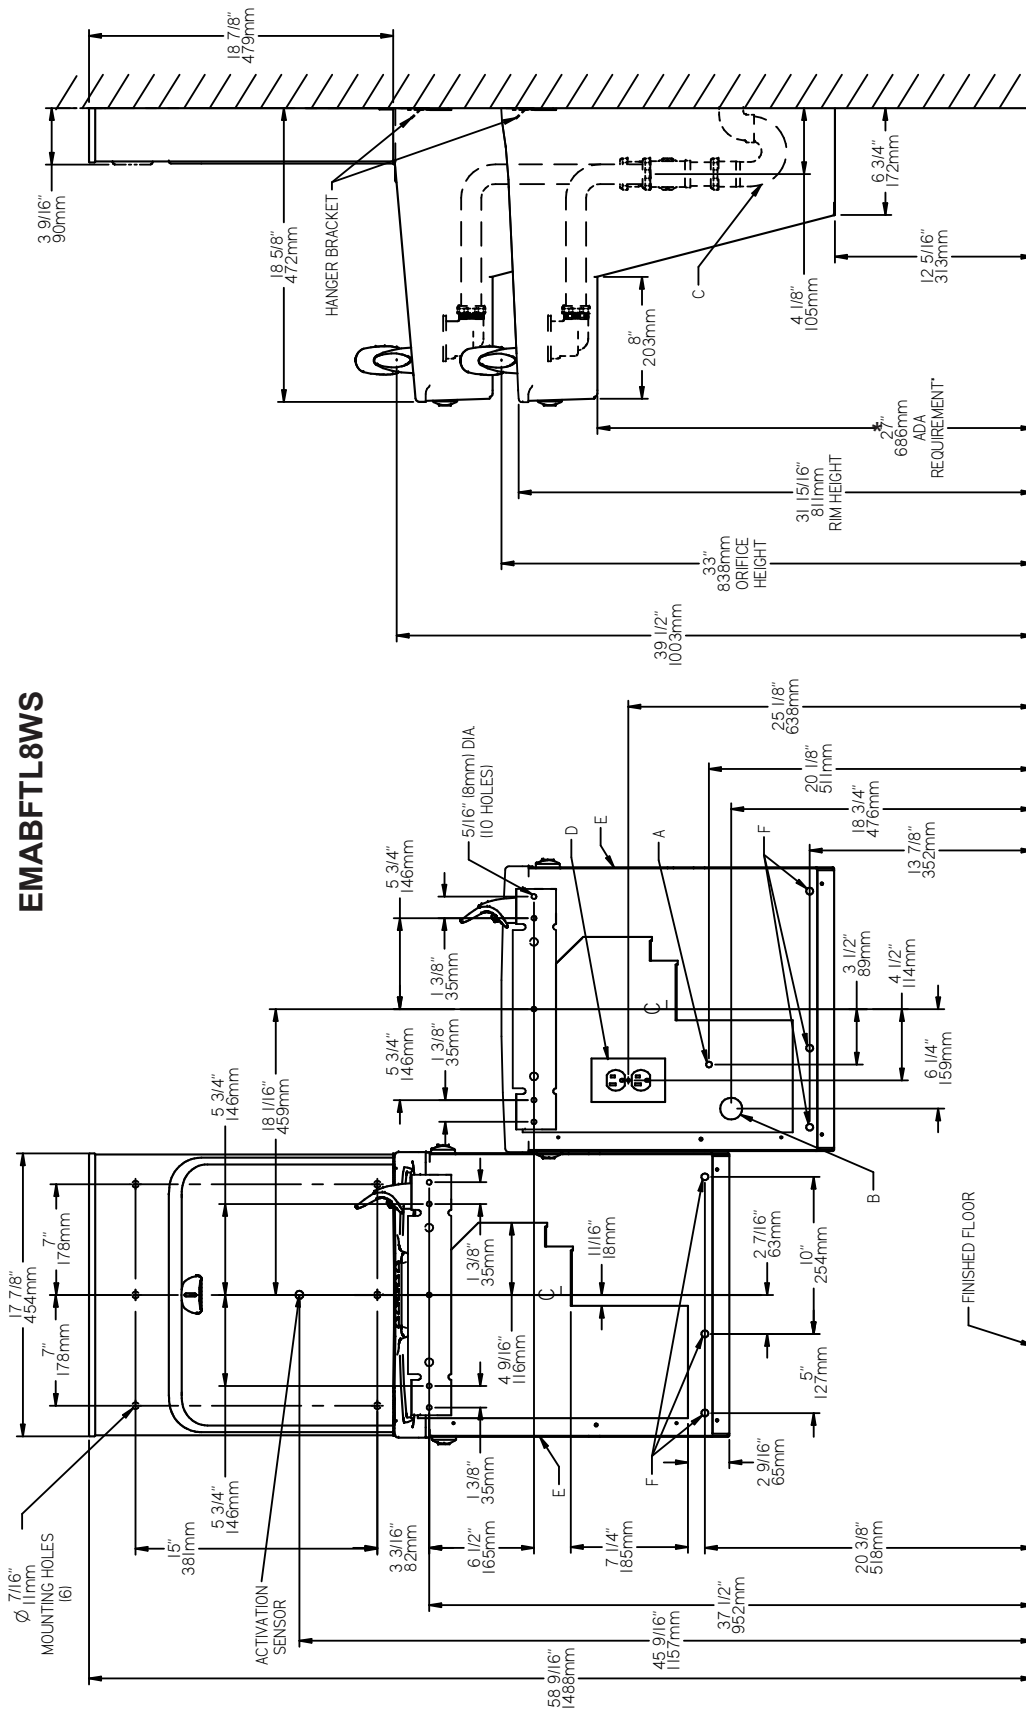 EMABFTL8WS
Ø 7/16"
11mm
MOUNTING HOLES
(6)
17 7/8"
454mm
7"
178mm
7"
178mm
5 3/4"
146mm
18 1/16"
459mm
5 3/4"
146mm
15"
381mm
ACTIVATION
SENSOR
3 3/16"
82mm
6 1/2"
165mm
7 1/4"
185mm
1 3/8"
35mm
1 3/8"
35mm
4 9/16"
116mm
11/16"
18mm
C
E
F
2 7/16"
63mm
10"
254mm
5"
127mm
2 9/16"
65mm
20 3/8"
518mm
37 1/2"
952mm
45 9/16"
1157mm
58 9/16"
1488mm
FINISHED FLOOR
5 3/4"
146mm
5 3/4"
146mm
1 3/8"
35mm
1 3/8"
35mm
5/16" (8mm) DIA.
(10 HOLES)
D
E
A
F
C
B
3 1/2"
89mm
4 1/2"
114mm
6 1/4"
159mm
25 1/8"
638mm
20 1/8"
511mm
18 3/4"
476mm
13 7/8"
352mm
3 9/16"
90mm
18 7/8"
479mm
18 5/8"
472mm
HANGER BRACKET
8"
203mm
C
6 3/4"
172mm
4 1/8"
105mm
12 5/16"
313mm
*
27"
686mm
ADA
REQUIREMENT*
31 15/16"
811mm
RIM HEIGHT
33"
838mm
ORIFICE
HEIGHT
39 1/2"
1003mm